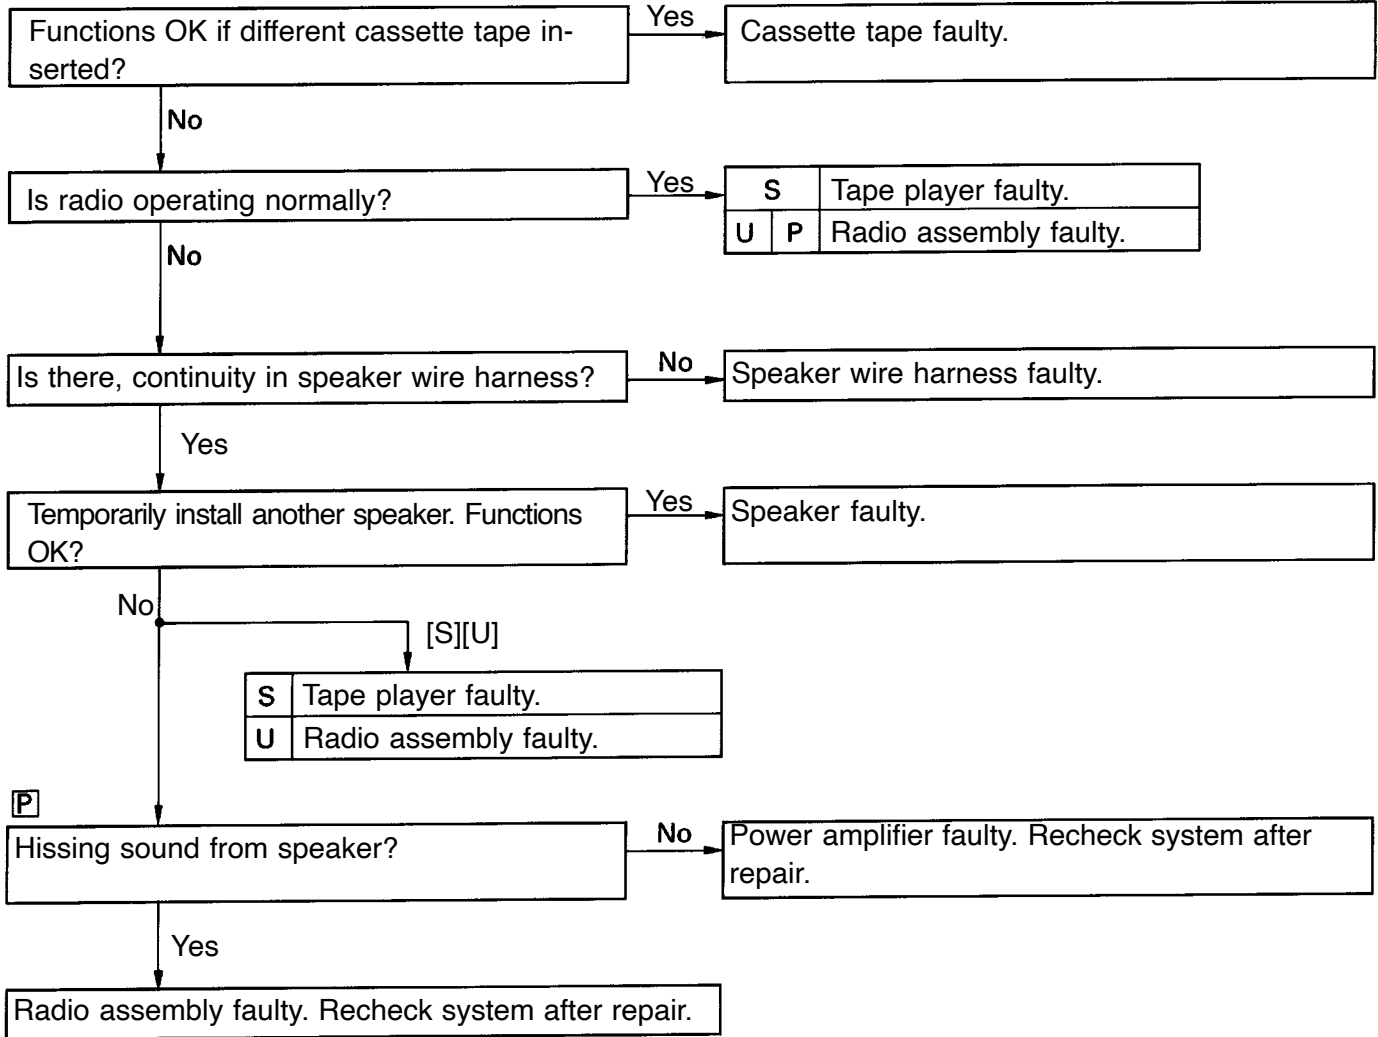 Functions OK if different cassette tape in-
serted?
Yes
Cassette tape faulty.
No
Is radio operating normally?
Yes
S Tape player faulty.
U P Radio assembly faulty.
No
Is there, continuity in speaker wire harness?
No
Speaker wire harness faulty.
Yes
Temporarily install another speaker. Functions
OK?
Yes
Speaker faulty.
No
[S][U]
S Tape player faulty.
U Radio assembly faulty.
P
Hissing sound from speaker?
No
Power amplifier faulty. Recheck system after
repair.
Yes
Radio assembly faulty. Recheck system after repair.